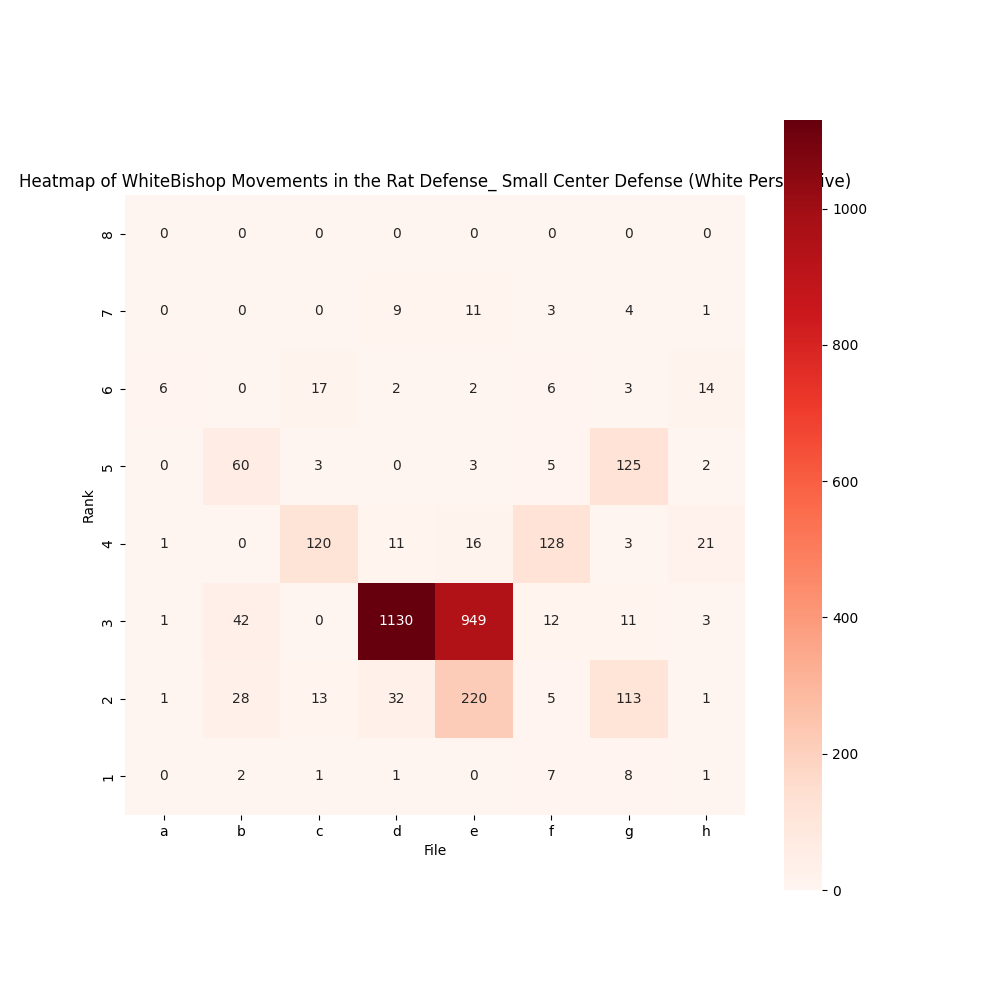 Heatmap of WhiteBishop Movements in the Rat Defense_ Small Center Defense (White Pers ive)
8 0 0 0 0 0 0 0 0
1000
7 0 0 0 9 11 3 4 1
800
6 6 0 17 2 2 6 3 14
5 0 60 3 0 3 5 125 2
600
Rank
4 1 0 120 11 16 128 3 21
400
3 1 42 0 1130 949 12 11 3
2 1 28 13 32 220 5 113 1
200
1 0 2 1 1 0 7 8 1
a b c d e f g h
File
0